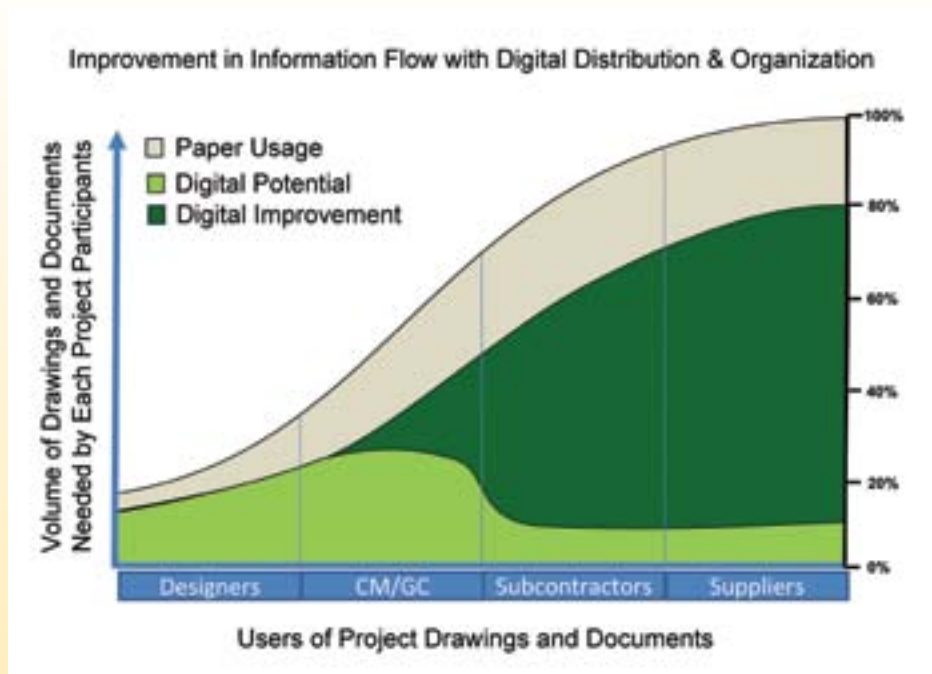 Improvement in Information Flow with Digital Distribution & Organization
Volume of Drawings and Documents
Needed by Each Project Participants
Paper Usage
Digital Potential
Digital Improvement
100%
80%
60%
40%
20%
0%
Designers
CM/GC
Subcontractors
Suppliers
Users of Project Drawings and Documents